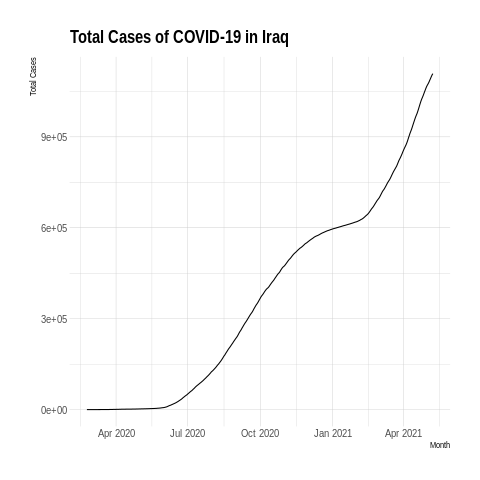 Total Cases of COVID-19 in Iraq
Total Cases
9e+05
6e+05
3e+05
0e+00
Apr 2020 Jul 2020 Oct 2020 Jan 2021 Apr 2021
Month